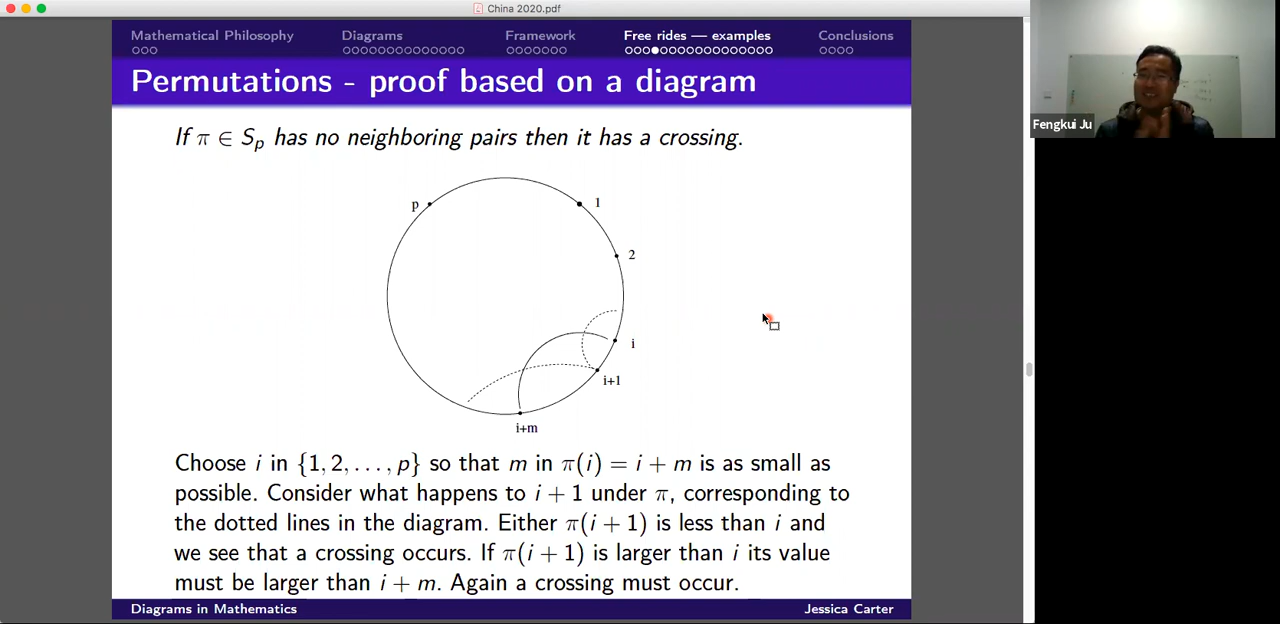 China 2020.pdf
Mathematical Philosophy Diagrams Framework Free rides — examples Conclusions
Permutations - proof based on a diagram
If π ∈ Sₚ has no neighboring pairs then it has a crossing.
p 1
2
i
i+1
i+m
Choose i in {1, 2, . . . , p} so that m in π(i) = i + m is as small as
possible. Consider what happens to i + 1 under π, corresponding to
the dotted lines in the diagram. Either π(i + 1) is less than i and
we see that a crossing occurs. If π(i + 1) is larger than i its value
must be larger than i + m. Again a crossing must occur.
Diagrams in Mathematics Jessica Carter
Fengkui Ju